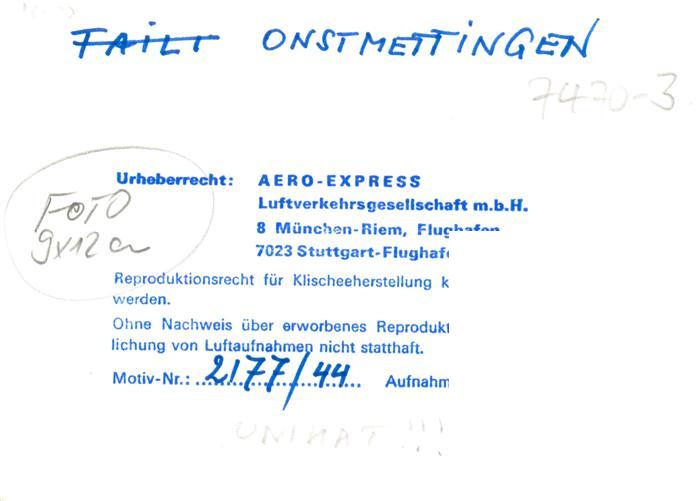 FAILT ONSTMETTINGEN
7470-3
Urheberrecht: AERO-EXPRESS
Luftverkehrsgesellschaft m.b.H.
8 München-Riem, Flughafen
7023 Stuttgart-Flughafe
FOTO
9x12 cm
Reproduktionsrecht für Klischeeherstellung k
werden.
Ohne Nachweis über erworbenes Reprodukt
lichung von Luftaufnahmen nicht statthaft.
Motiv-Nr.: 2177/44 Aufnahm
UNIKAT!!!